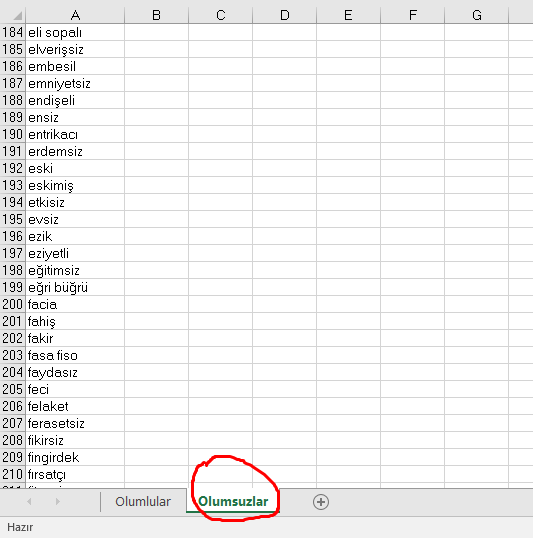 A B C D E F G
184 eli sopalı
185 elverişsiz
186 embesil
187 emniyetsiz
188 endişeli
189 ensiz
190 entrikacı
191 erdemsiz
192 eski
193 eskimiş
194 etkisiz
195 evsiz
196 ezik
197 eziyetli
198 eğitimsiz
199 eğri büğrü
200 facia
201 fahiş
202 fakir
203 fasa fiso
204 faydasız
205 feci
206 felaket
207 ferasetsiz
208 fikirsiz
209 fingirdek
210 fırsatçı
Olumlular Olumsuzlar
Hazır